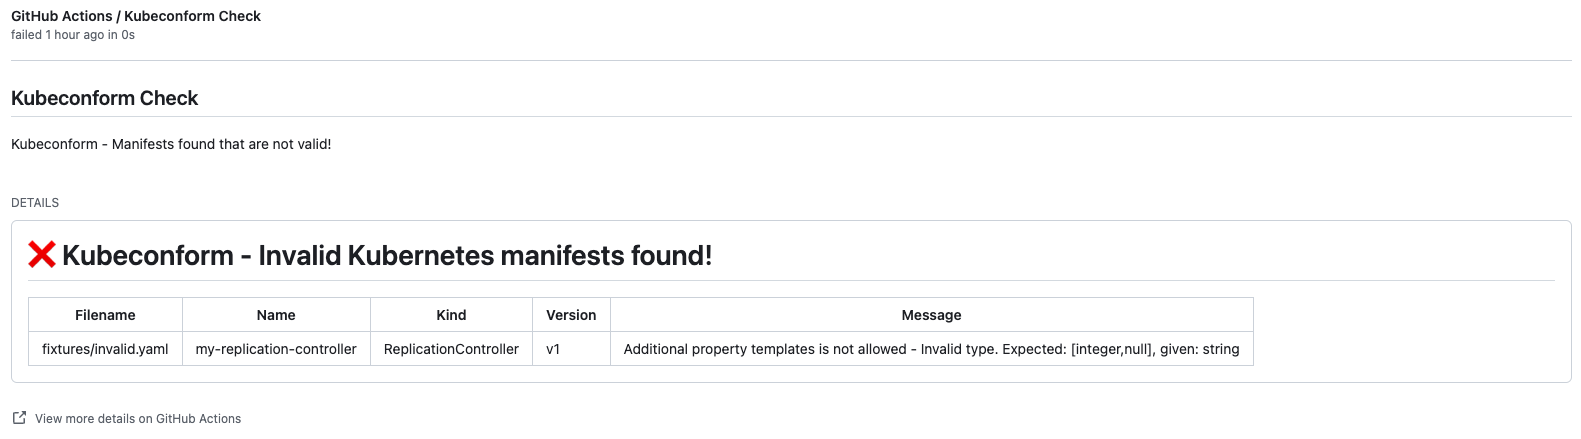 GitHub Actions / Kubeconform Check
failed 1 hour ago in 0s
Kubeconform Check
Kubeconform - Manifests found that are not valid!
DETAILS
❌ Kubeconform - Invalid Kubernetes manifests found!
Filename Name Kind Version Message
fixtures/invalid.yaml my-replication-controller ReplicationController v1 Additional property templates is not allowed - Invalid type. Expected: [integer,null], given: string
View more details on GitHub Actions